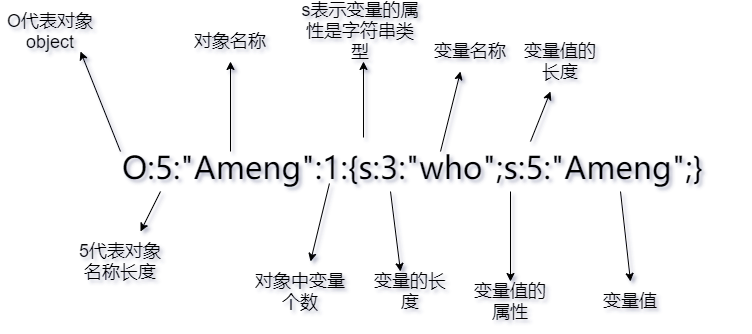 O代表对象
object
对象名称
s表示变量的属
性是字符串类
型
变量名称
变量值的
长度
O:5:"Ameng":1:{s:3:"who";s:5:"Ameng";}
5代表对象
名称长度
对象中变量
个数
变量的长
度
变量值的
属性
变量值